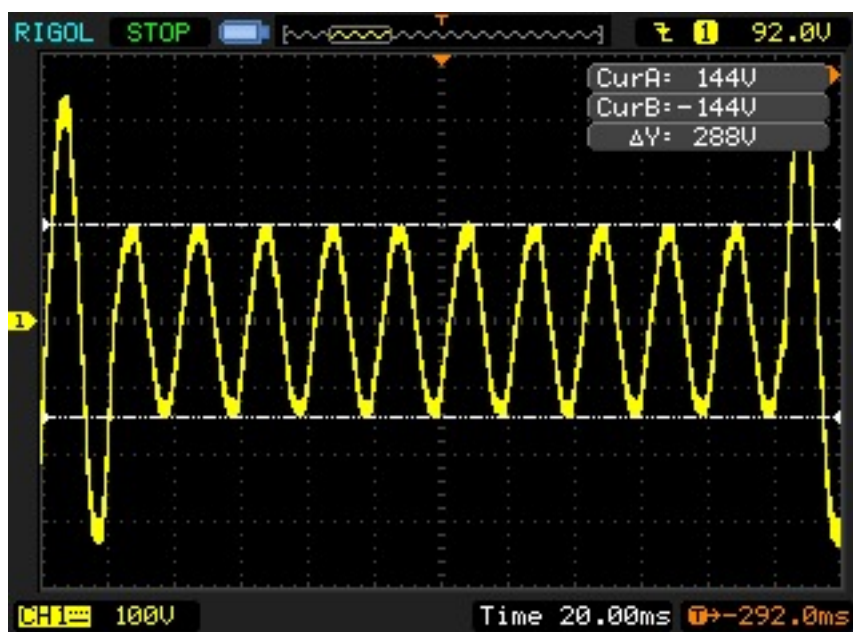 RIGOL STOP T 1 92.0V
CurA: 144V
CurB:-144V
ΔY: 288V
1
CH1 100V Time 20.00ms T→-292.0ms